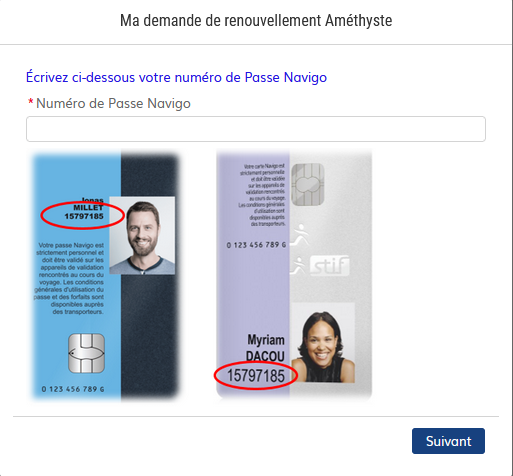 Ma demande de renouvellement Améthyste
Écrivez ci-dessous votre numéro de Passe Navigo
* Numéro de Passe Navigo
Jonas
MILLET
15797185
Votre passe Navigo est
strictement personnel et
doit être validé sur les
appareils de validation
rencontrés au cours du
voyage. Les conditions
générales d'utilisation du
passe et des forfaits sont
disponibles auprès
des transporteurs.
0 123 456 789 G
Votre carte Navigo est
strictement personnelle
et doit être validée
sur les appareils de
validation rencontrés
au cours du voyage.
Les conditions générales
d'utilisation sont
disponibles auprès
des transporteurs.
0 123 456 789 G
stif
Myriam
DACOU
15797185
Suivant